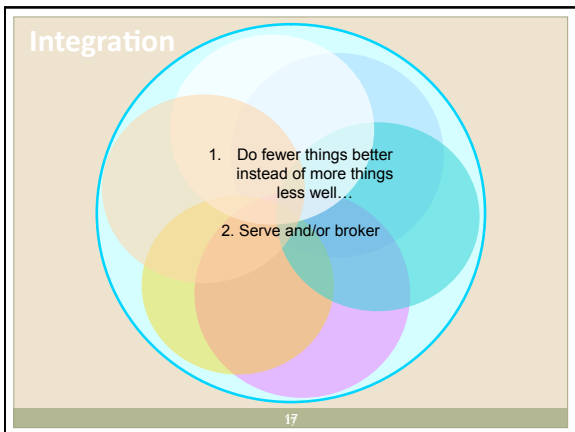 Integration
1. Do fewer things better
instead of more things
less well…
2. Serve and/or broker
17